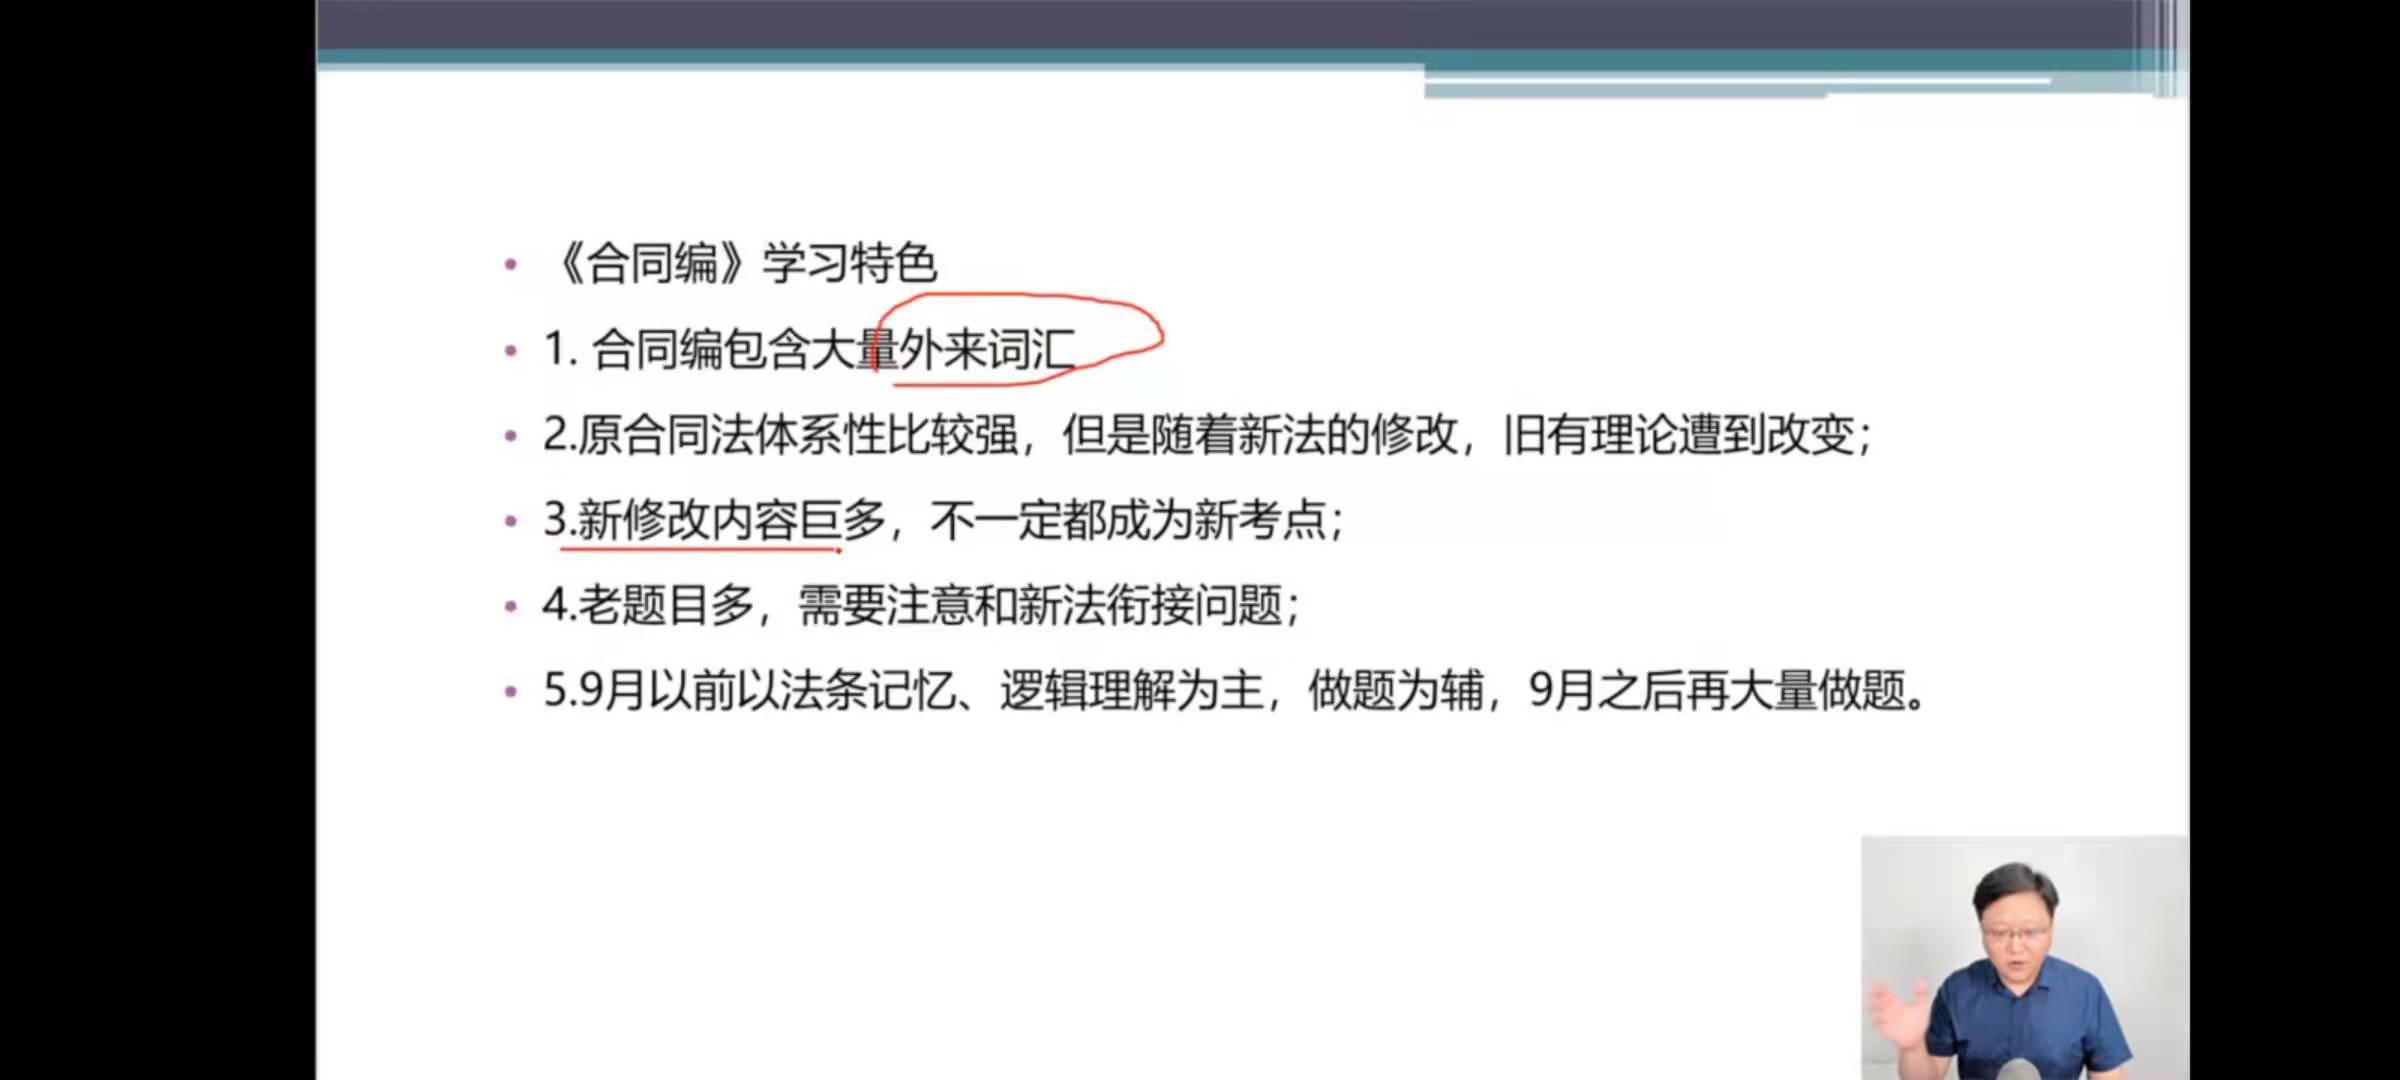 《合同编》学习特色
1. 合同编包含大量外来词汇
2.原合同法体系性比较强，但是随着新法的修改，旧有理论遭到改变；
3.新修改内容巨多，不一定都成为新考点；
4.老题目多，需要注意和新法衔接问题；
5.9月以前以法条记忆、逻辑理解为主，做题为辅，9月之后再大量做题。